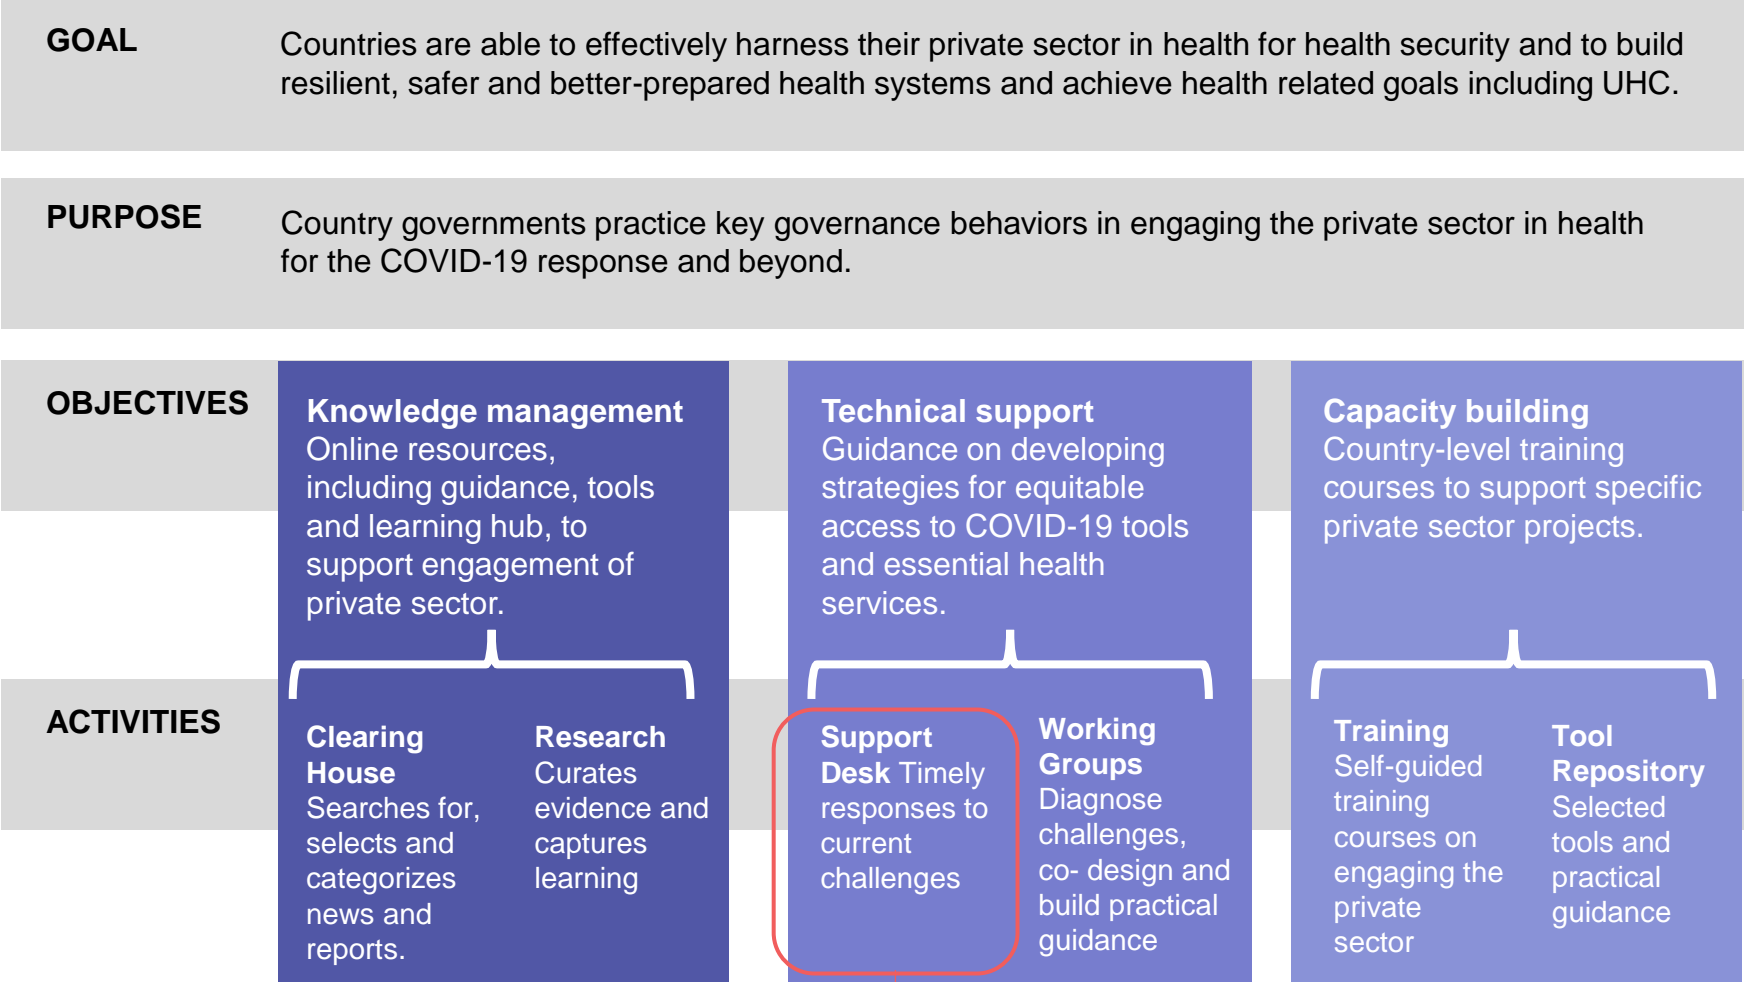 GOAL
Countries are able to effectively harness their private sector in health for health security and to build
resilient, safer and better-prepared health systems and achieve health related goals including UHC.
PURPOSE
Country governments practice key governance behaviors in engaging the private sector in health
for the COVID-19 response and beyond.
OBJECTIVES
Knowledge management
Online resources,
including guidance, tools
and learning hub, to
support engagement of
private sector.
Technical support
Guidance on developing
strategies for equitable
access to COVID-19 tools
and essential health
services.
Capacity building
Country-level training
courses to support specific
private sector projects.
ACTIVITIES
Clearing
House
Searches for,
selects and
categorizes
news and
reports.
Research
Curates
evidence and
captures
learning
Support
Desk Timely
responses to
current
challenges
Working
Groups
Diagnose
challenges,
co- design and
build practical
guidance
Training
Self-guided
training
courses on
engaging the
private
sector
Tool
Repository
Selected
tools and
practical
guidance